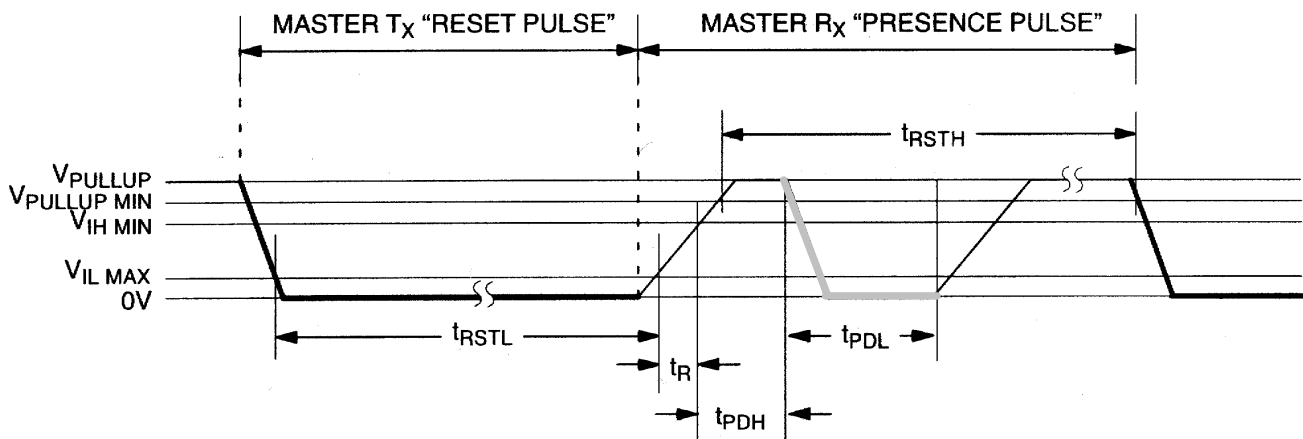 MASTER TX “RESET PULSE”
MASTER RX “PRESENCE PULSE”
tRSTH
VPULLUP
VPULLUP MIN
VIH MIN
VIL MAX
0V
tRSTL
tPDL
tR
tPDH